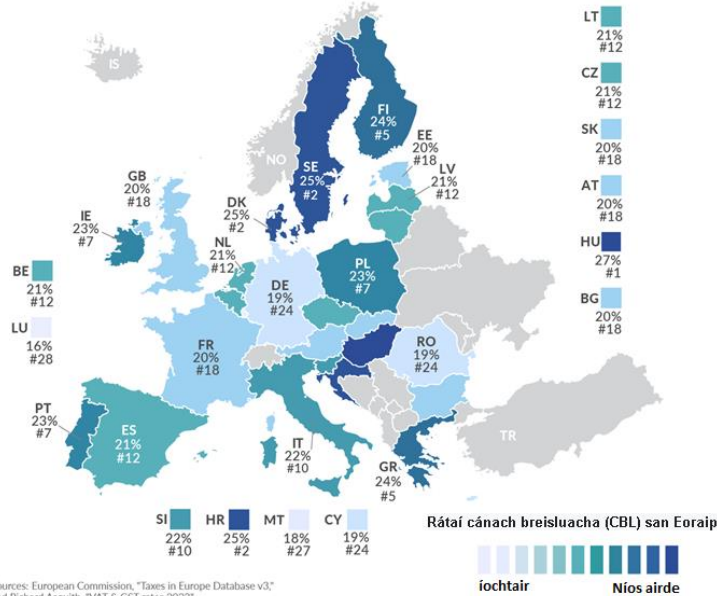 IS
NO
FI
24%
#5
SE
25%
#2
EE
20%
#18
LV
21%
#12
GB
20%
#18
DK
25%
#2
IE
23%
#7
NL
21%
#12
PL
23%
#7
DE
19%
#24
BE
21%
#12
LU
16%
#28
FR
20%
#18
RO
19%
#24
PT
23%
#7
ES
21%
#12
IT
22%
#10
GR
24%
#5
TR
LT
21%
#12
CZ
21%
#12
SK
20%
#18
AT
20%
#18
HU
27%
#1
BG
20%
#18
SI
22%
#10
HR
25%
#2
MT
18%
#27
CY
19%
#24
Rátaí cánach breisluacha (CBL) san Eoraip
íochtair
Níos airde
ources: European Commission, "Taxes in Europe Database v3,"